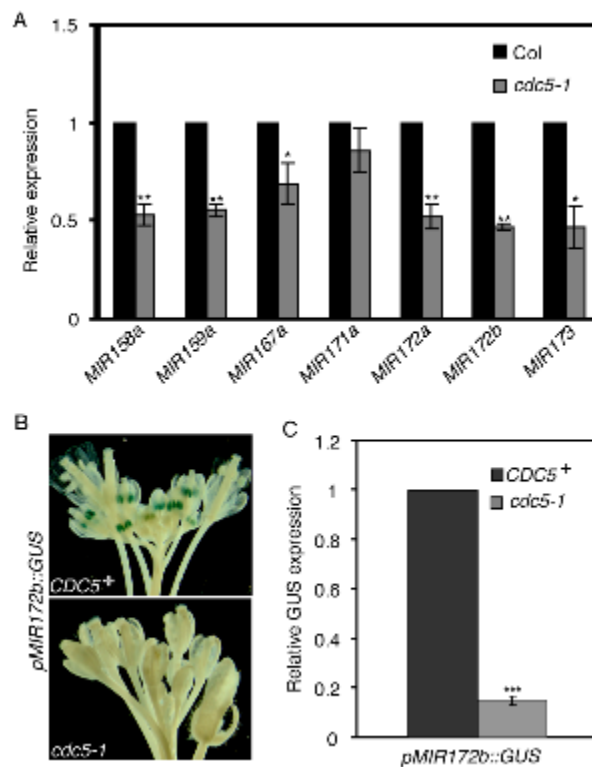 A
1.5
1
0.5
0
Relative expression
Col
cdc5-1
**
**
*
**
**
*
MIR158a
MIR159a
MIR167a
MIR171a
MIR172a
MIR172b
MIR173
B
pMIR172b::GUS
CDC5+
cdc5-1
C
1.2
1
0.8
0.6
0.4
0.2
0
Relative GUS expression
CDC5+
cdc5-1
***
pMIR172b::GUS